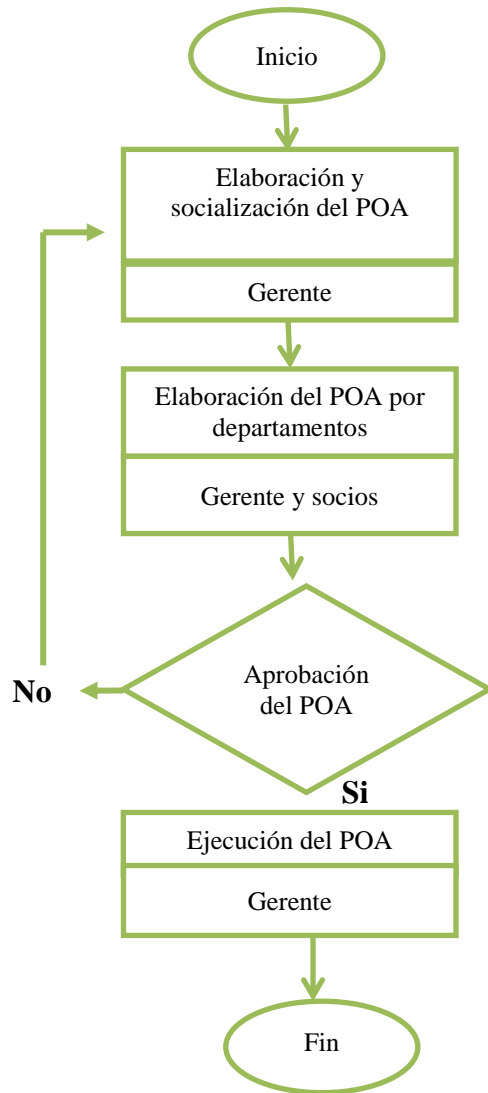 Inicio
Elaboración y
socialización del POA
Gerente
Elaboración del POA por
departamentos
Gerente y socios
Aprobación
del POA
No
Si
Ejecución del POA
Gerente
Fin